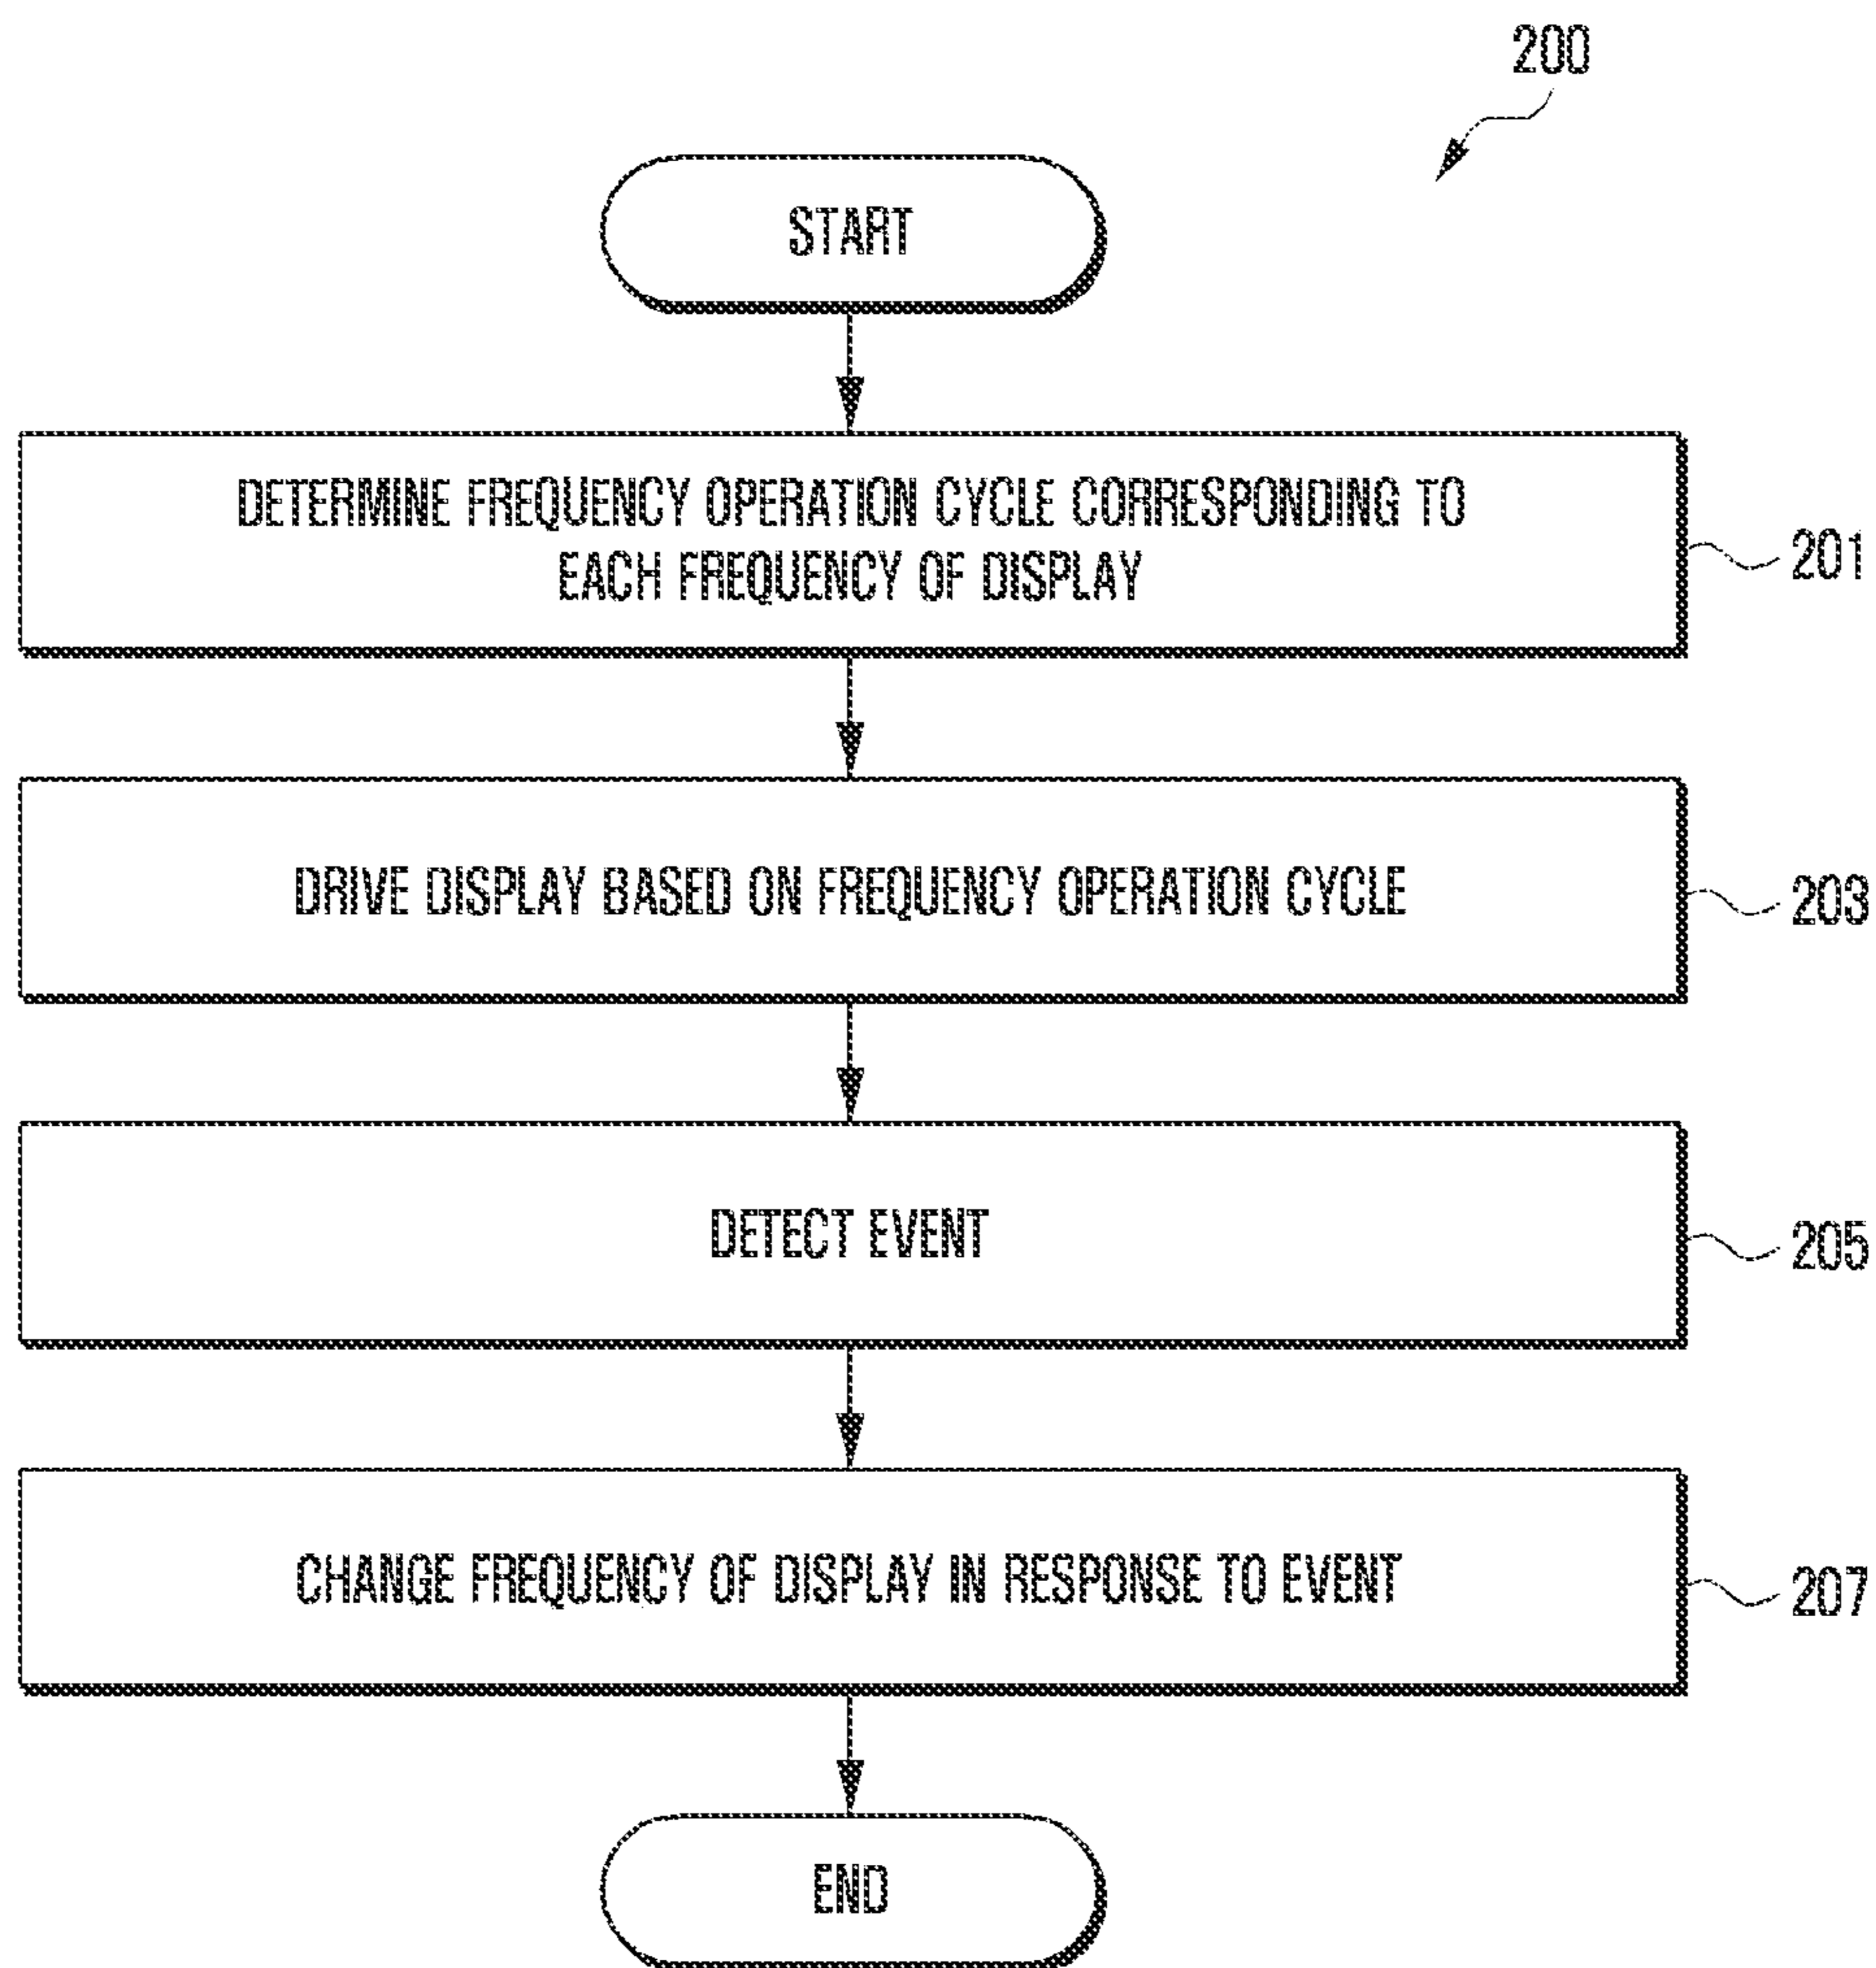 200
START
DETERMINE FREQUENCY OPERATION CYCLE CORRESPONDING TO
EACH FREQUENCY OF DISPLAY
201
DRIVE DISPLAY BASED ON FREQUENCY OPERATION CYCLE
203
DETECT EVENT
205
CHANGE FREQUENCY OF DISPLAY IN RESPONSE TO EVENT
207
END